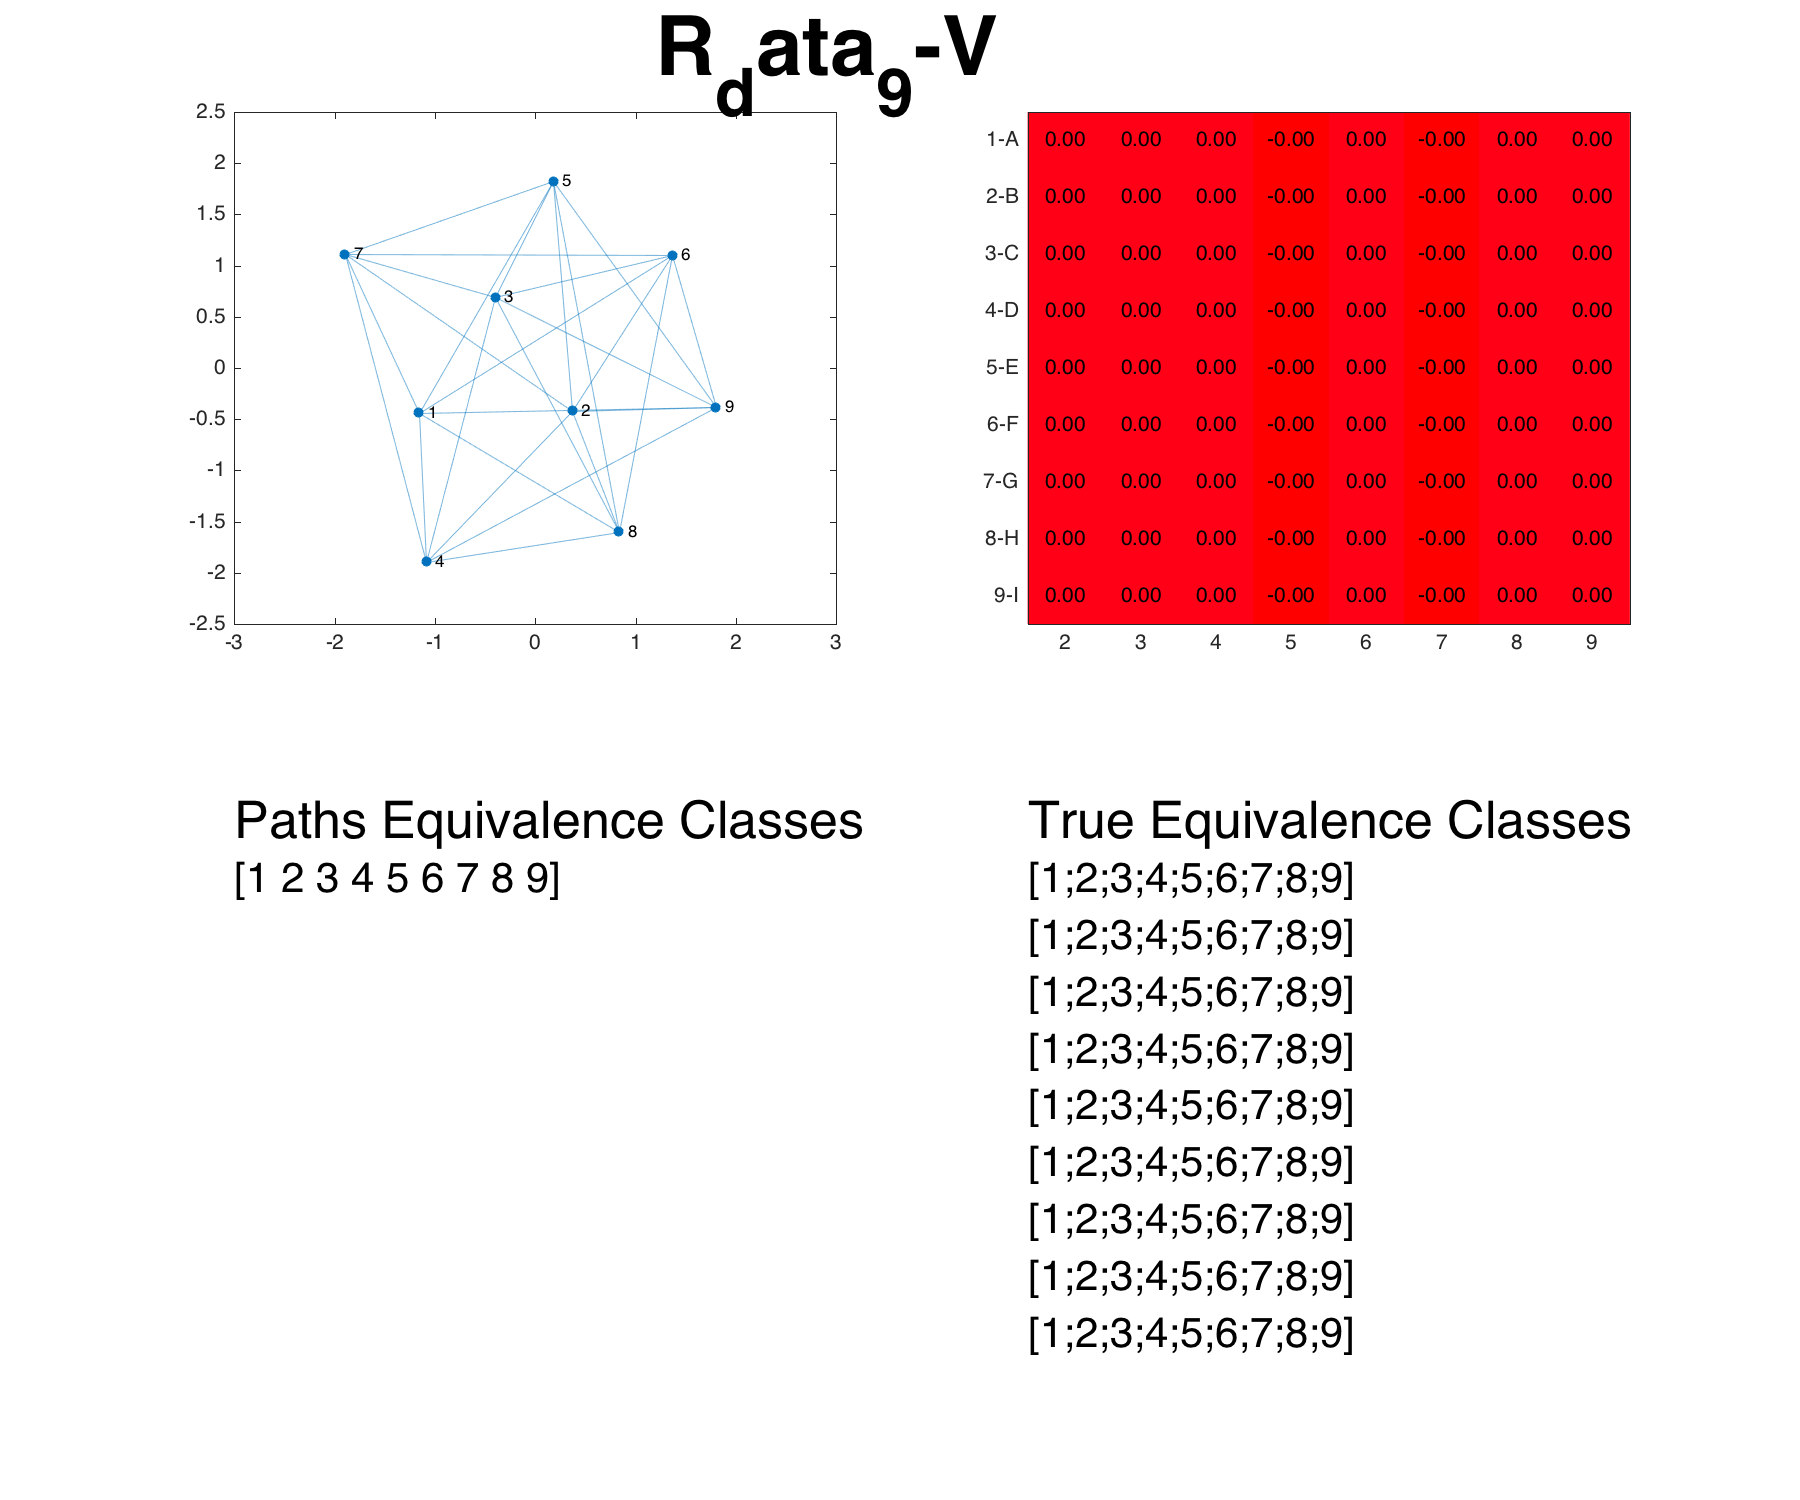 R_data_9-V
2.5
2
1.5
1
0.5
0
-0.5
-1
-1.5
-2
-2.5
-3 -2 -1 0 1 2 3
5
7
6
3
1
2
9
8
4
1-A 0.00 0.00 0.00 -0.00 0.00 -0.00 0.00 0.00
2-B 0.00 0.00 0.00 -0.00 0.00 -0.00 0.00 0.00
3-C 0.00 0.00 0.00 -0.00 0.00 -0.00 0.00 0.00
4-D 0.00 0.00 0.00 -0.00 0.00 -0.00 0.00 0.00
5-E 0.00 0.00 0.00 -0.00 0.00 -0.00 0.00 0.00
6-F 0.00 0.00 0.00 -0.00 0.00 -0.00 0.00 0.00
7-G 0.00 0.00 0.00 -0.00 0.00 -0.00 0.00 0.00
8-H 0.00 0.00 0.00 -0.00 0.00 -0.00 0.00 0.00
9-I 0.00 0.00 0.00 -0.00 0.00 -0.00 0.00 0.00
2 3 4 5 6 7 8 9
Paths Equivalence Classes
[1 2 3 4 5 6 7 8 9]
True Equivalence Classes
[1;2;3;4;5;6;7;8;9]
[1;2;3;4;5;6;7;8;9]
[1;2;3;4;5;6;7;8;9]
[1;2;3;4;5;6;7;8;9]
[1;2;3;4;5;6;7;8;9]
[1;2;3;4;5;6;7;8;9]
[1;2;3;4;5;6;7;8;9]
[1;2;3;4;5;6;7;8;9]
[1;2;3;4;5;6;7;8;9]